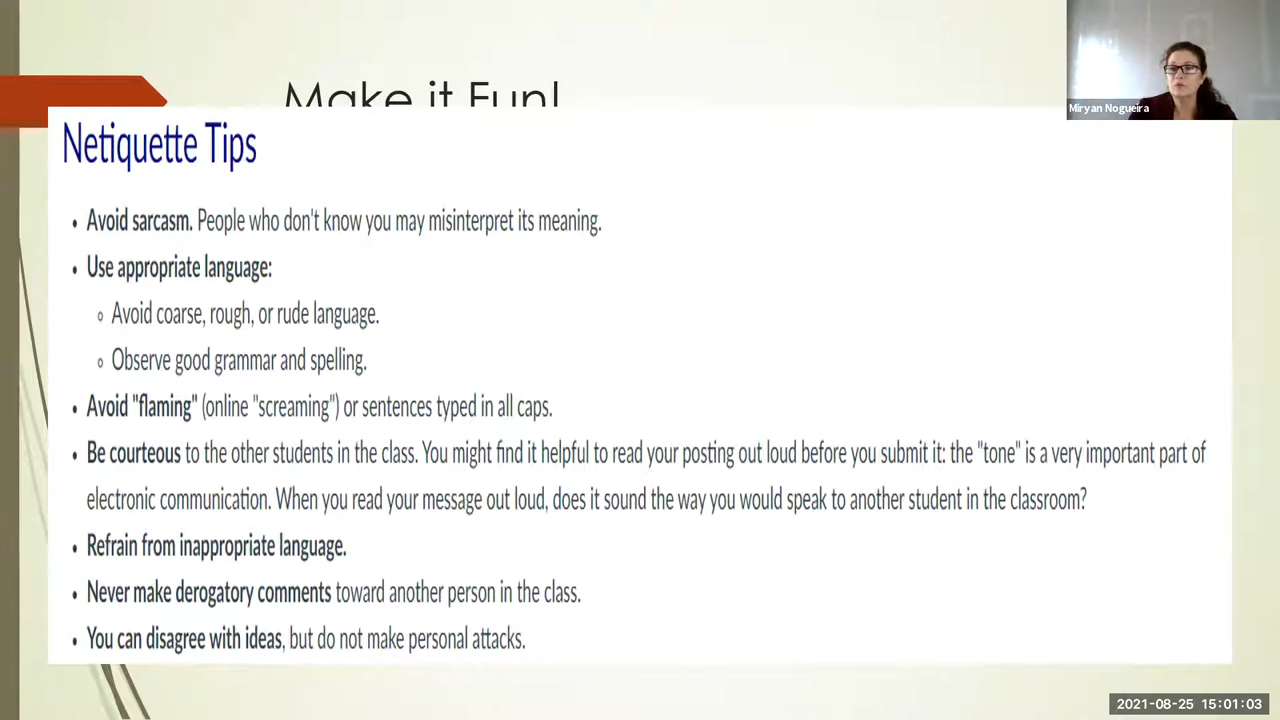 Make it Fun!
Miryan Nogueira
Netiquette Tips
• Avoid sarcasm. People who don't know you may misinterpret its meaning.
• Use appropriate language:
◦ Avoid coarse, rough, or rude language.
◦ Observe good grammar and spelling.
• Avoid "flaming" (online "screaming") or sentences typed in all caps.
• Be courteous to the other students in the class. You might find it helpful to read your posting out loud before you submit it: the "tone" is a very important part of
electronic communication. When you read your message out loud, does it sound the way you would speak to another student in the classroom?
• Refrain from inappropriate language.
• Never make derogatory comments toward another person in the class.
• You can disagree with ideas, but do not make personal attacks.
2021-08-25 15:01:03